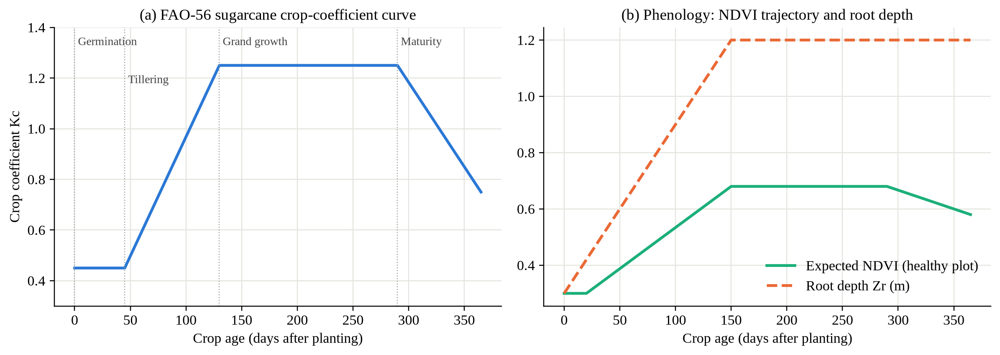 (a) FAO-56 sugarcane crop-coefficient curve
1.4
1.2
1.0
0.8
0.6
0.4
Crop coefficient Kc
Germination
Tillering
Grand growth
Maturity
0 50 100 150 200 250 300 350
Crop age (days after planting)
(b) Phenology: NDVI trajectory and root depth
1.2
1.0
0.8
0.6
0.4
Expected NDVI (healthy plot)
Root depth Zr (m)
0 50 100 150 200 250 300 350
Crop age (days after planting)